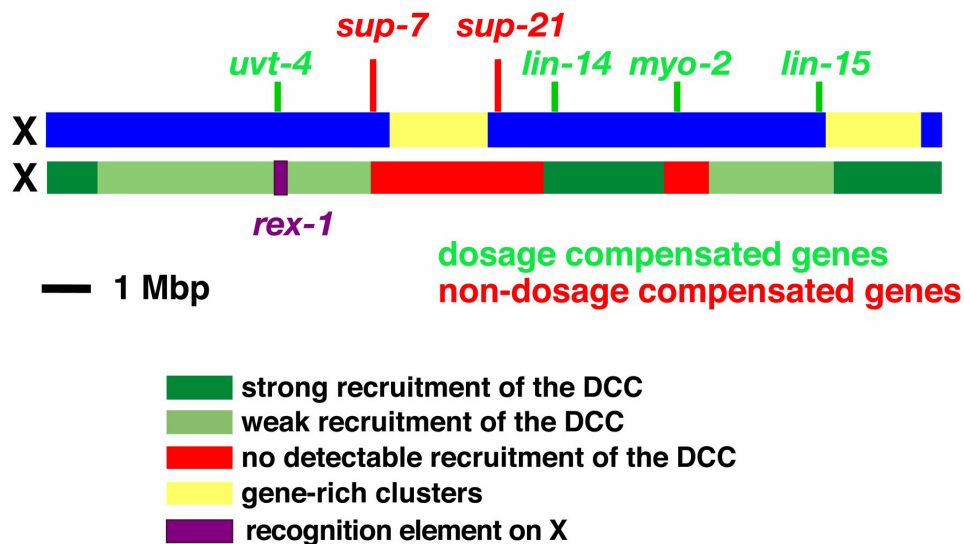 sup-7 sup-21
uvt-4 lin-14 myo-2 lin-15
X
X
rex-1
dosage compensated genes
1 Mbp
non-dosage compensated genes
strong recruitment of the DCC
weak recruitment of the DCC
no detectable recruitment of the DCC
gene-rich clusters
recognition element on X